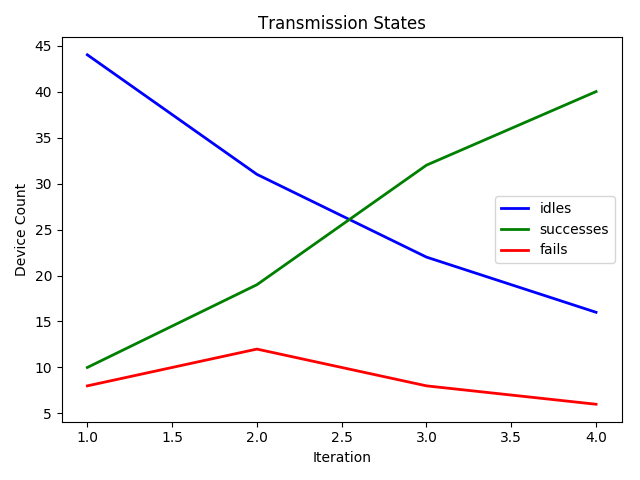 Transmission States
Device Count
45
40
35
30
25
20
15
10
5
idles
successes
fails
1.0 1.5 2.0 2.5 3.0 3.5 4.0
Iteration